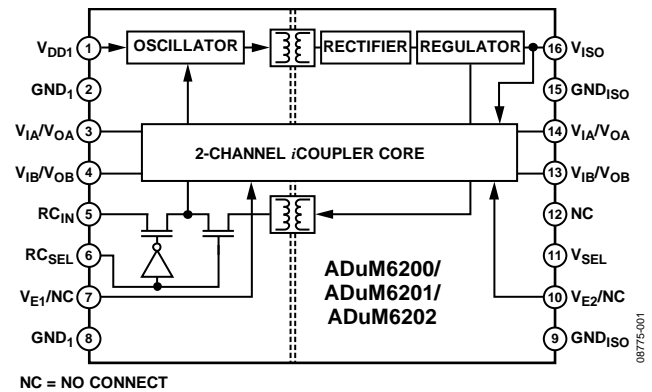 OSCILLATOR
RECTIFIER
REGULATOR
VDD1 1
16 VISO
GND1 2
15 GNDISO
VIA/VOA 3
14 VIA/VOA
2-CHANNEL iCOUPLER CORE
VIB/VOB 4
13 VIB/VOB
RCIN 5
12 NC
RCSEL 6
11 VSEL
ADuM6200/
ADuM6201/
ADuM6202
VE1/NC 7
10 VE2/NC
GND1 8
9 GNDISO
NC = NO CONNECT
08775-001